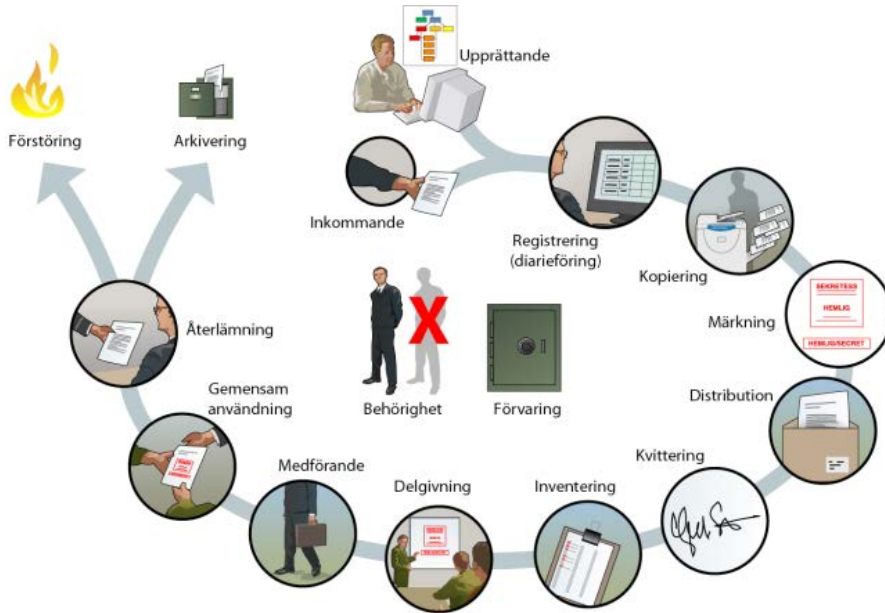 Upprättande
Förstöring
Arkivering
Inkommande
Registrering
(diarieföring)
Kopiering
SEKRETESS
HEMLIG
HEMLIG/SECRET
Märkning
Återlämning
Behörighet
Förvaring
Distribution
Gemensam
användning
Kvittering
Medförande
Delgivning
Inventering